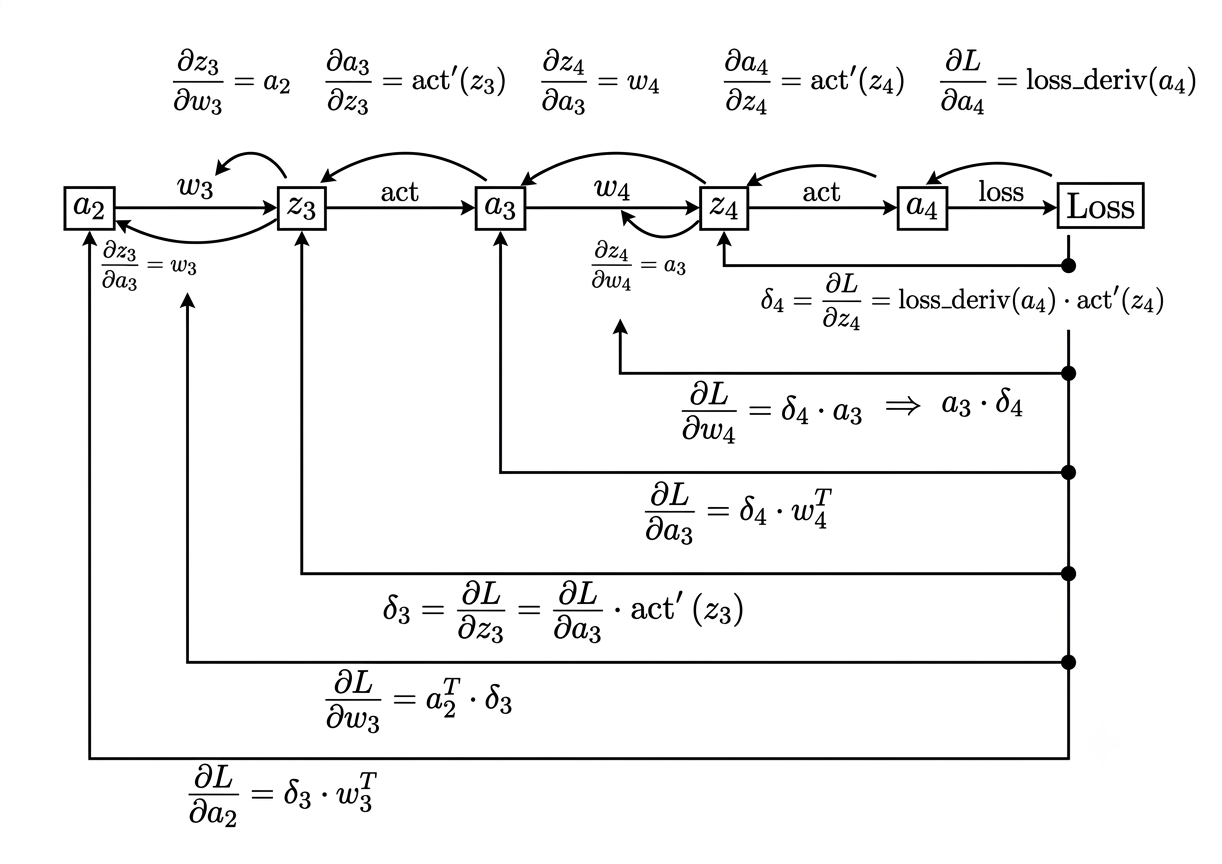 ∂z₃/∂w₃ = a₂ ∂a₃/∂z₃ = act′(z₃) ∂z₄/∂a₃ = w₄ ∂a₄/∂z₄ = act′(z₄) ∂L/∂a₄ = loss_deriv(a₄)
a₂ w₃ z₃ act a₃ w₄ z₄ act a₄ loss Loss
∂z₃/∂a₃ = w₃ ∂z₄/∂w₄ = a₃
δ₄ = ∂L/∂z₄ = loss_deriv(a₄) · act′(z₄)
∂L/∂w₄ = δ₄ · a₃ ⇒ a₃ · δ₄
∂L/∂a₃ = δ₄ · w₄ᵀ
δ₃ = ∂L/∂z₃ = ∂L/∂a₃ · act′ (z₃)
∂L/∂w₃ = a₂ᵀ · δ₃
∂L/∂a₂ = δ₃ · w₃ᵀ